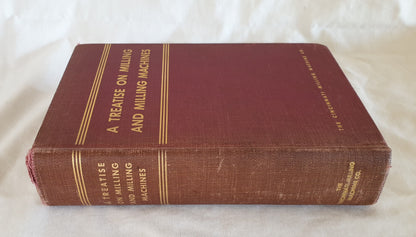 A TREATISE ON MILLING
AND MILLING MACHINES
THE CINCINNATI MILLING MACHINE CO.
A TREATISE
ON MILLING
AND MILLING
MACHINES
THE
CINCINNATI MILLING
MACHINE CO.